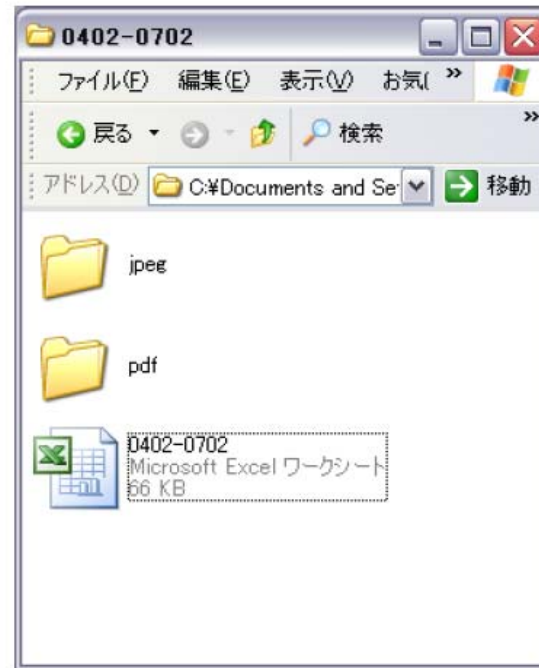 0402-0702
ファイル(F) 編集(E) 表示(V) お気( »
戻る 検索 »
アドレス(D) C:¥Documents and Se 移動
jpeg
pdf
0402-0702
Microsoft Excel ワークシート
66 KB